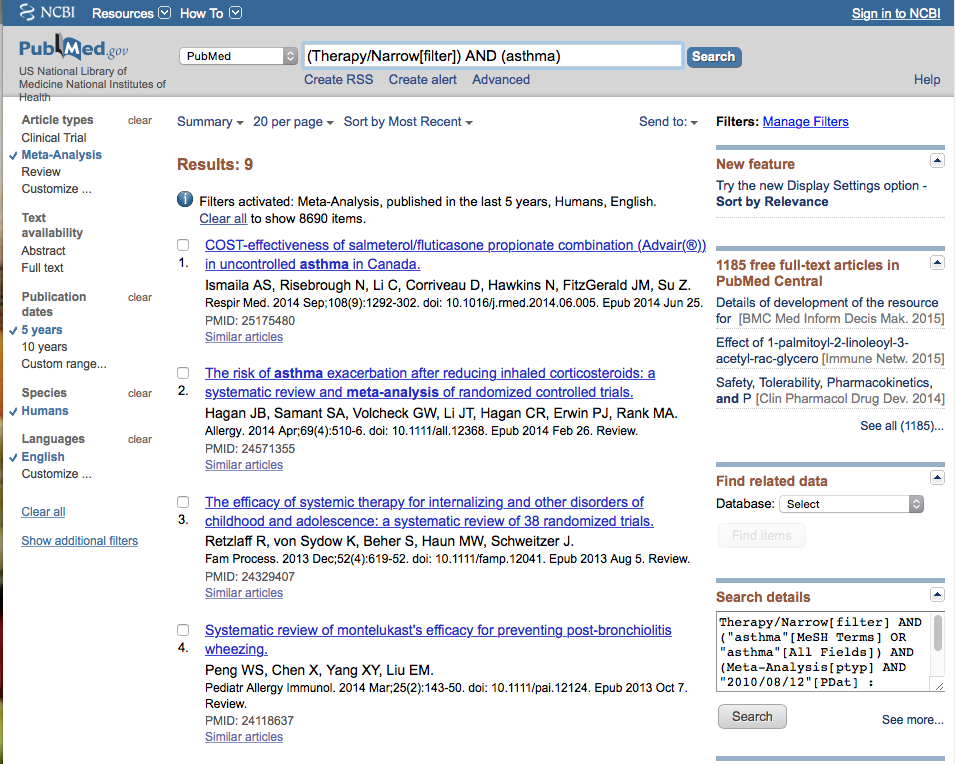 NCBI Resources How To Sign in to NCBI
PubMed.gov
US National Library of
Medicine National Institutes of
Health
PubMed
(Therapy/Narrow[filter]) AND (asthma)
Search
Create RSS Create alert Advanced
Help
Article types clear
Clinical Trial
Meta-Analysis
Review
Customize ...
Text
availability
Abstract
Full text
Publication clear
dates
5 years
10 years
Custom range...
Species clear
Humans
Languages clear
English
Customize ...
Clear all
Show additional filters
Summary 20 per page Sort by Most Recent Send to:
Results: 9
Filters activated: Meta-Analysis, published in the last 5 years, Humans, English.
Clear all to show 8690 items.
COST-effectiveness of salmeterol/fluticasone propionate combination (Advair(®))
1. in uncontrolled asthma in Canada.
Ismaila AS, Risebrough N, Li C, Corriveau D, Hawkins N, FitzGerald JM, Su Z.
Respir Med. 2014 Sep;108(9):1292-302. doi: 10.1016/j.rmed.2014.06.005. Epub 2014 Jun 25.
PMID: 25175480
Similar articles
The risk of asthma exacerbation after reducing inhaled corticosteroids: a
2. systematic review and meta-analysis of randomized controlled trials.
Hagan JB, Samant SA, Volcheck GW, Li JT, Hagan CR, Erwin PJ, Rank MA.
Allergy. 2014 Apr;69(4):510-6. doi: 10.1111/all.12368. Epub 2014 Feb 26. Review.
PMID: 24571355
Similar articles
The efficacy of systemic therapy for internalizing and other disorders of
3. childhood and adolescence: a systematic review of 38 randomized trials.
Retzlaff R, von Sydow K, Beher S, Haun MW, Schweitzer J.
Fam Process. 2013 Dec;52(4):619-52. doi: 10.1111/famp.12041. Epub 2013 Aug 5. Review.
PMID: 24329407
Similar articles
Systematic review of montelukast's efficacy for preventing post-bronchiolitis
4. wheezing.
Peng WS, Chen X, Yang XY, Liu EM.
Pediatr Allergy Immunol. 2014 Mar;25(2):143-50. doi: 10.1111/pai.12124. Epub 2013 Oct 7.
Review.
PMID: 24118637
Similar articles
Filters: Manage Filters
New feature
Try the new Display Settings option -
Sort by Relevance
1185 free full-text articles in
PubMed Central
Details of development of the resource
for [BMC Med Inform Decis Mak. 2015]
Effect of 1-palmitoyl-2-linoleoyl-3-
acetyl-rac-glycero [Immune Netw. 2015]
Safety, Tolerability, Pharmacokinetics,
and P [Clin Pharmacol Drug Dev. 2014]
See all (1185)...
Find related data
Database: Select
Find items
Search details
Therapy/Narrow[filter] AND
("asthma"[MeSH Terms] OR
"asthma"[All Fields]) AND
(Meta-Analysis[ptyp] AND
"2010/08/12"[PDat] :
Search
See more...